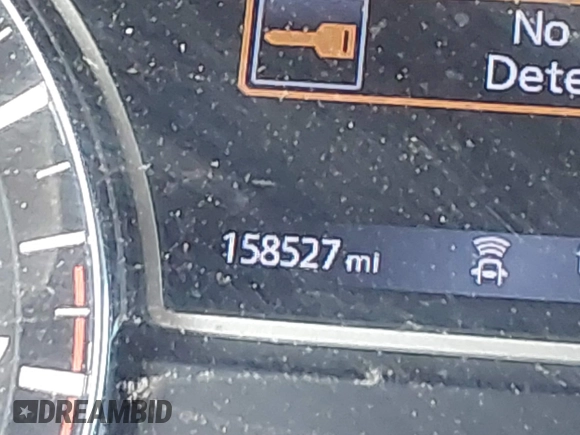 No
Dete
158527 mi
DREAMBID